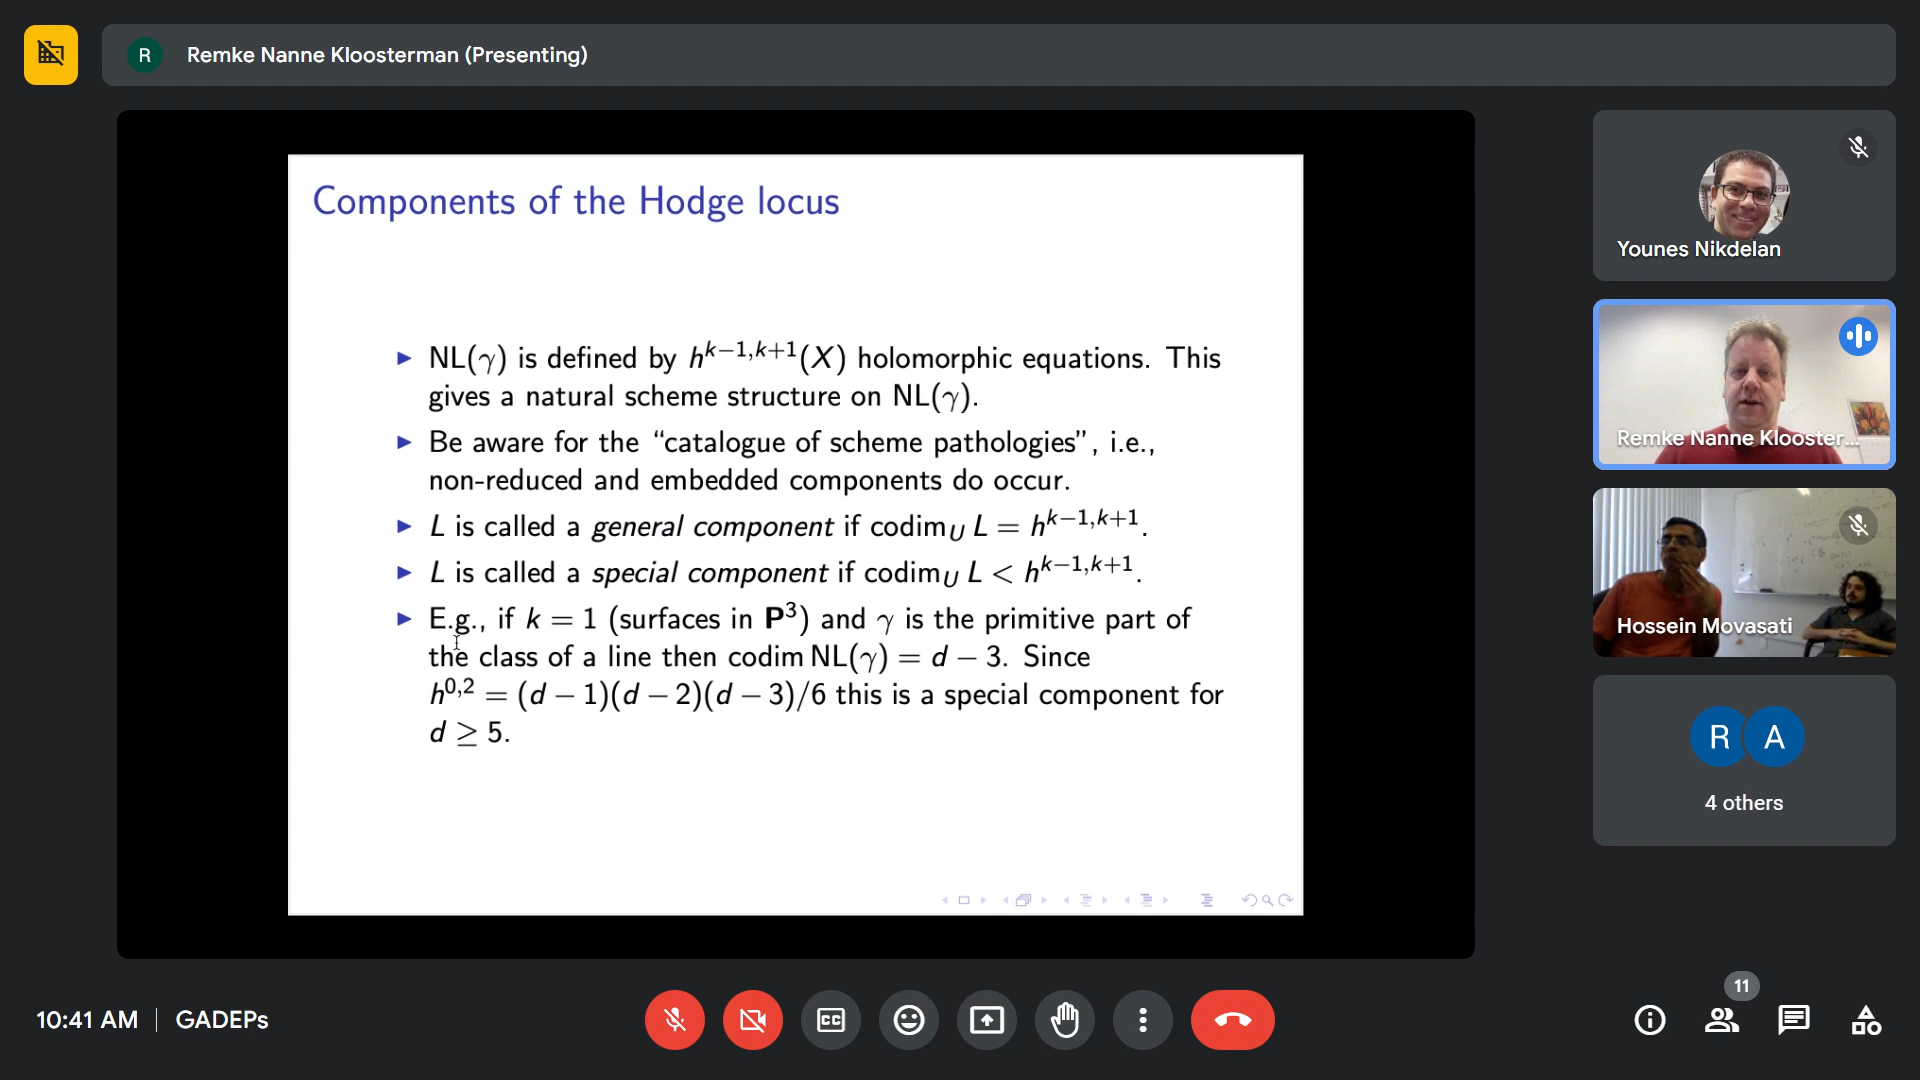 R Remke Nanne Kloosterman (Presenting)
Components of the Hodge locus
▶ NL(γ) is defined by h^{k−1,k+1}(X) holomorphic equations. This
gives a natural scheme structure on NL(γ).
▶ Be aware for the “catalogue of scheme pathologies”, i.e.,
non-reduced and embedded components do occur.
▶ L is called a general component if codim_U L = h^{k−1,k+1}.
▶ L is called a special component if codim_U L < h^{k−1,k+1}.
▶ E.g., if k = 1 (surfaces in P^3) and γ is the primitive part of
the class of a line then codim NL(γ) = d − 3. Since
h^{0,2} = (d − 1)(d − 2)(d − 3)/6 this is a special component for
d ≥ 5.
Younes Nikdelan
Remke Nanne Klooster...
Hossein Movasati
R A
4 others
10:41 AM | GADEPs
CC
11